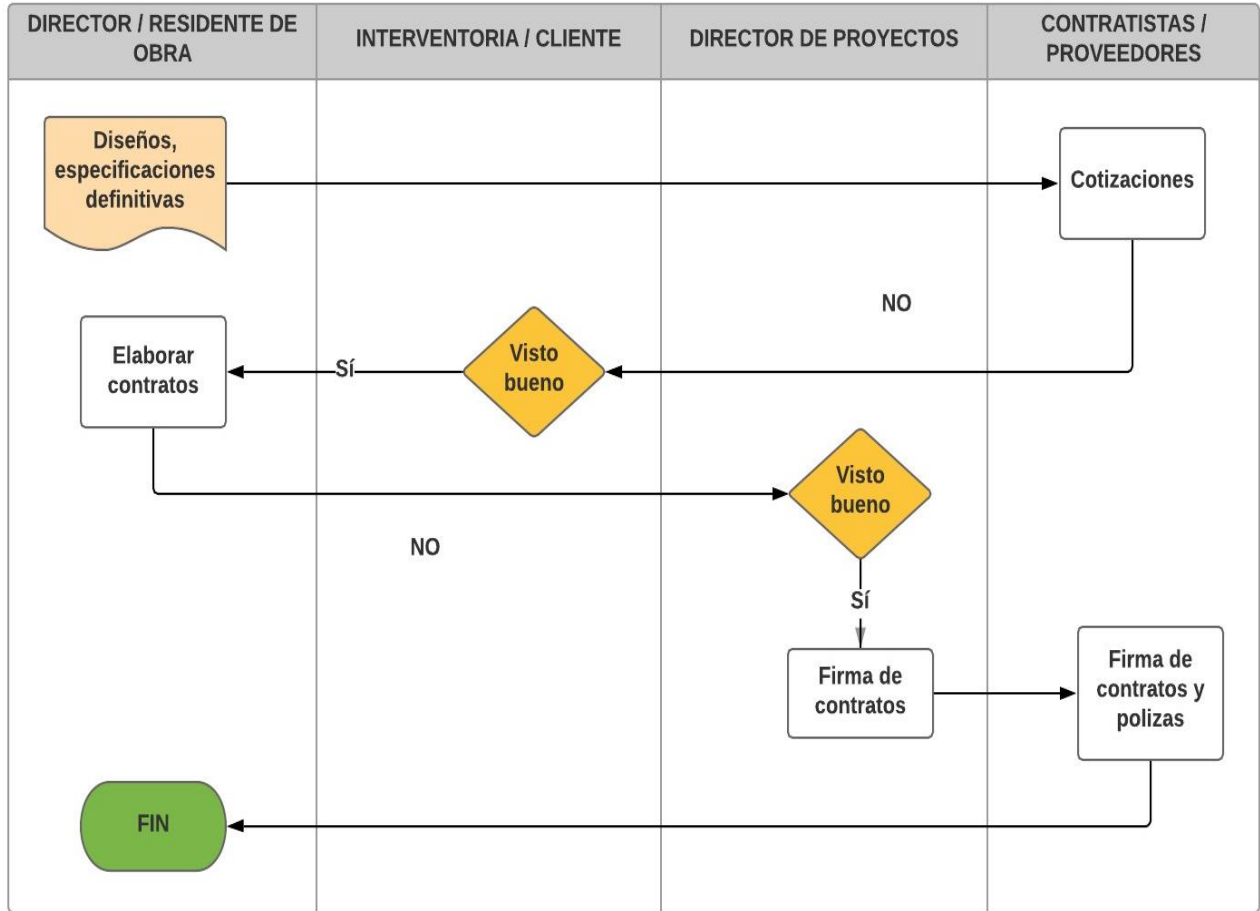 DIRECTOR / RESIDENTE DE
OBRA
INTERVENTORIA / CLIENTE
DIRECTOR DE PROYECTOS
CONTRATISTAS /
PROVEEDORES
Diseños,
especificaciones
definitivas
Cotizaciones
NO
Elaborar
contratos
Sí
Visto
bueno
Visto
bueno
NO
Sí
Firma de
contratos
Firma de
contratos y
polizas
FIN